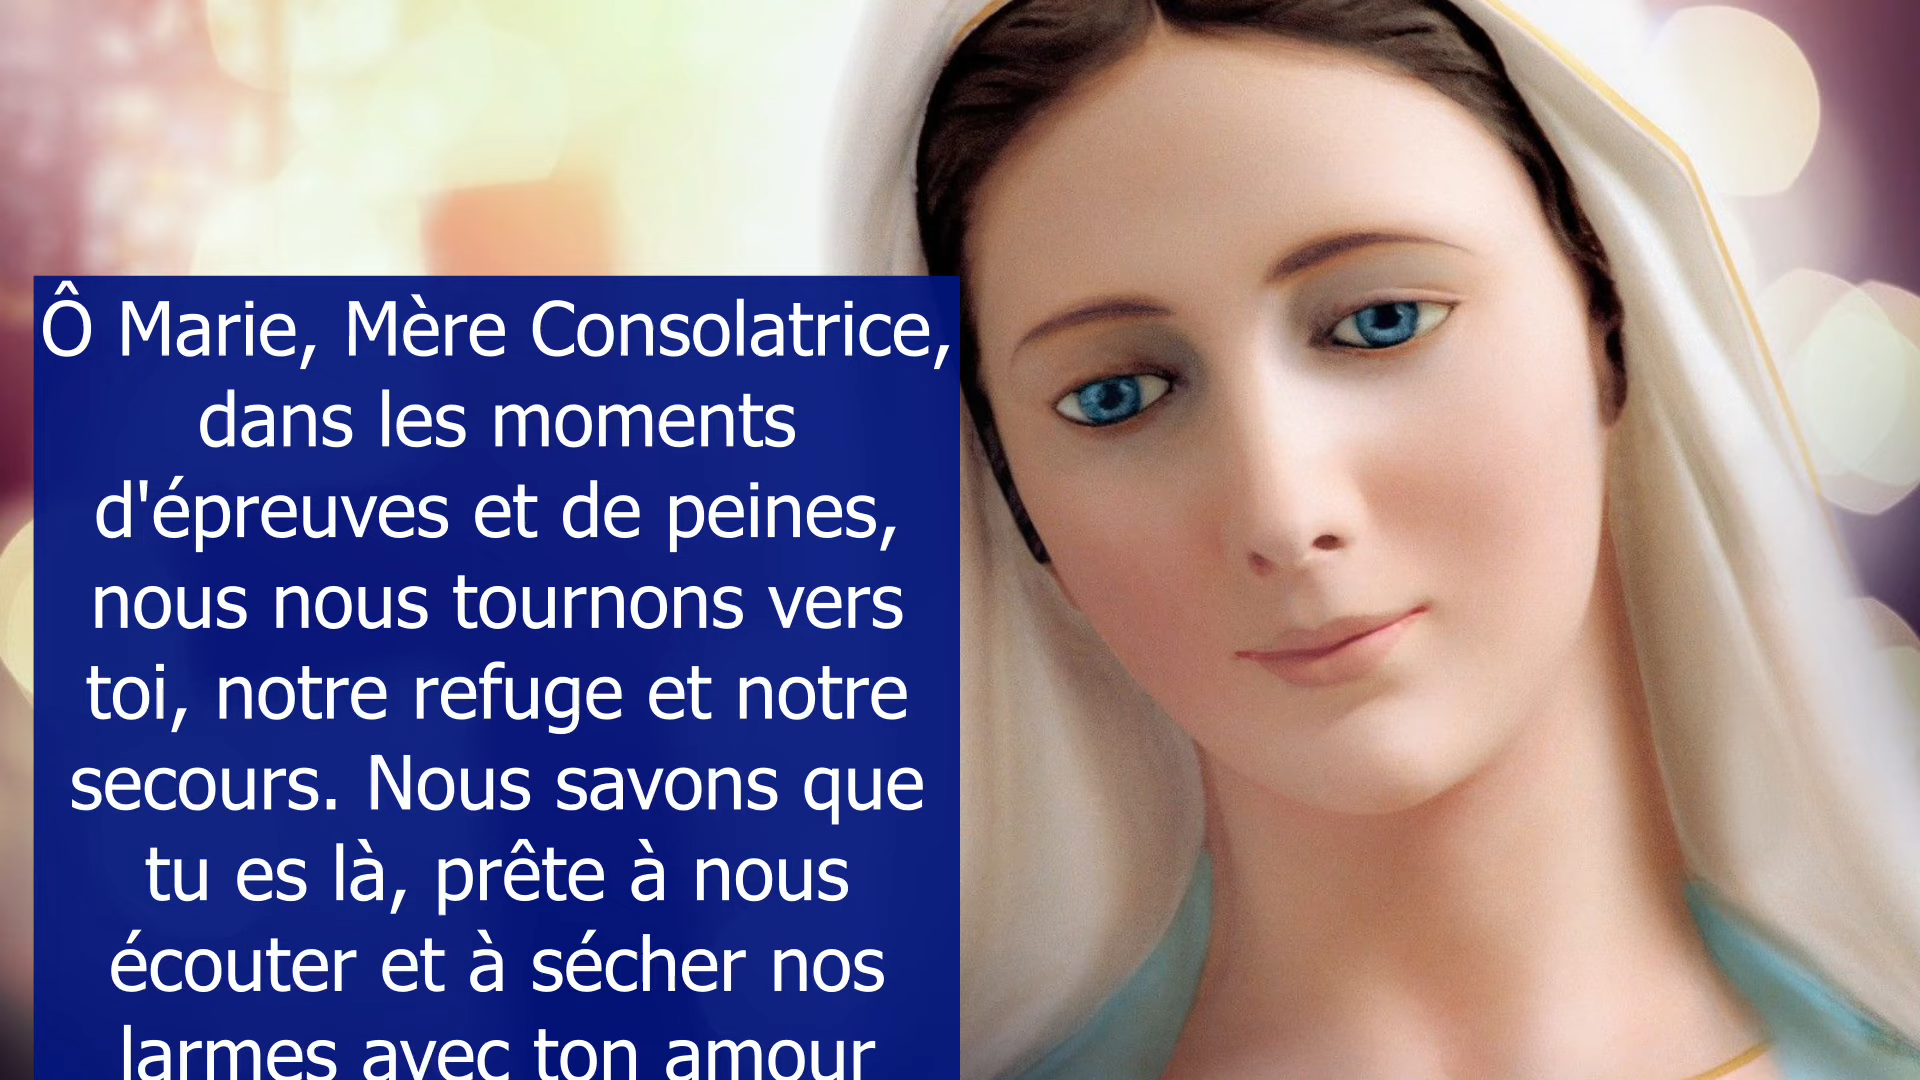 Ô Marie, Mère Consolatrice,
dans les moments
d'épreuves et de peines,
nous nous tournons vers
toi, notre refuge et notre
secours. Nous savons que
tu es là, prête à nous
écouter et à sécher nos
larmes avec ton amour